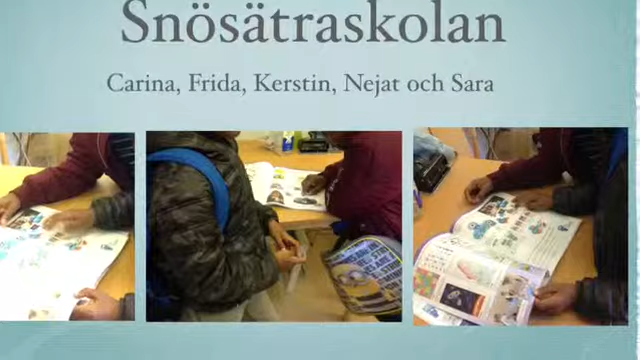 Snösätraskolan
Carina, Frida, Kerstin, Nejat och Sara